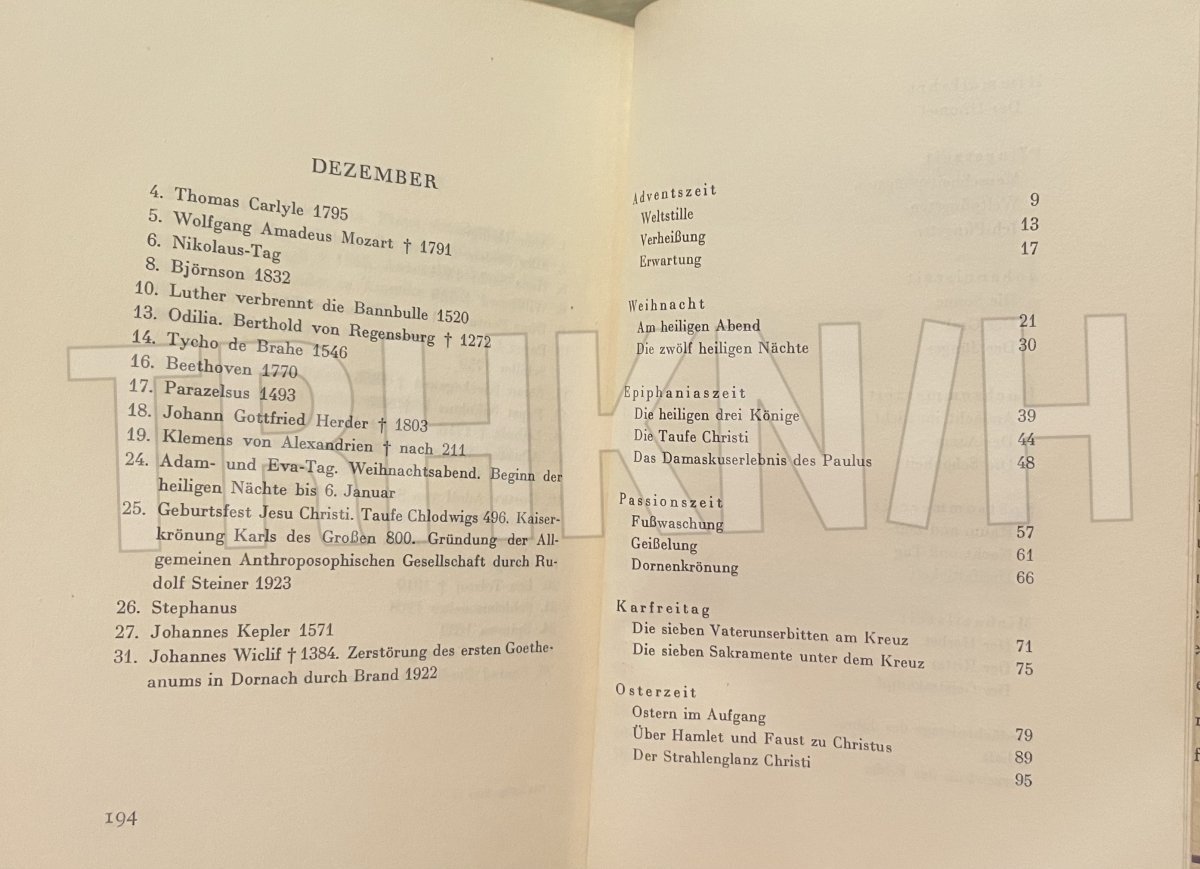 DEZEMBER
4. Thomas Carlyle 1795
5. Wolfgang Amadeus Mozart † 1791
6. Nikolaus-Tag
8. Björnson 1832
10. Luther verbrennt die Bannbulle 1520
13. Odilia. Berthold von Regensburg † 1272
14. Tycho de Brahe 1546
16. Beethoven 1770
17. Parazelsus 1493
18. Johann Gottfried Herder † 1803
19. Klemens von Alexandrien † nach 211
24. Adam- und Eva-Tag. Weihnachtsabend. Beginn der
heiligen Nächte bis 6. Januar
25. Geburtsfest Jesu Christi. Taufe Chlodwigs 496. Kaiser-
krönung Karls des Großen 800. Gründung der All-
gemeinen Anthroposophischen Gesellschaft durch Ru-
dolf Steiner 1923
26. Stephanus
27. Johannes Kepler 1571
31. Johannes Wiclif † 1384. Zerstörung des ersten Goethe-
anums in Dornach durch Brand 1922
194
Adventszeit
Weltstille 9
Verheißung 13
Erwartung 17
Weihnacht
Am heiligen Abend 21
Die zwölf heiligen Nächte 30
Epiphaniaszeit
Die heiligen drei Könige 39
Die Taufe Christi 44
Das Damaskuserlebnis des Paulus 48
Passionszeit
Fußwaschung 57
Geißelung 61
Dornenkrönung 66
Karfreitag
Die sieben Vaterunserbitten am Kreuz 71
Die sieben Sakramente unter dem Kreuz 75
Osterzeit
Ostern im Aufgang 79
Über Hamlet und Faust zu Christus 89
Der Strahlenglanz Christi 95
TRHKN/H